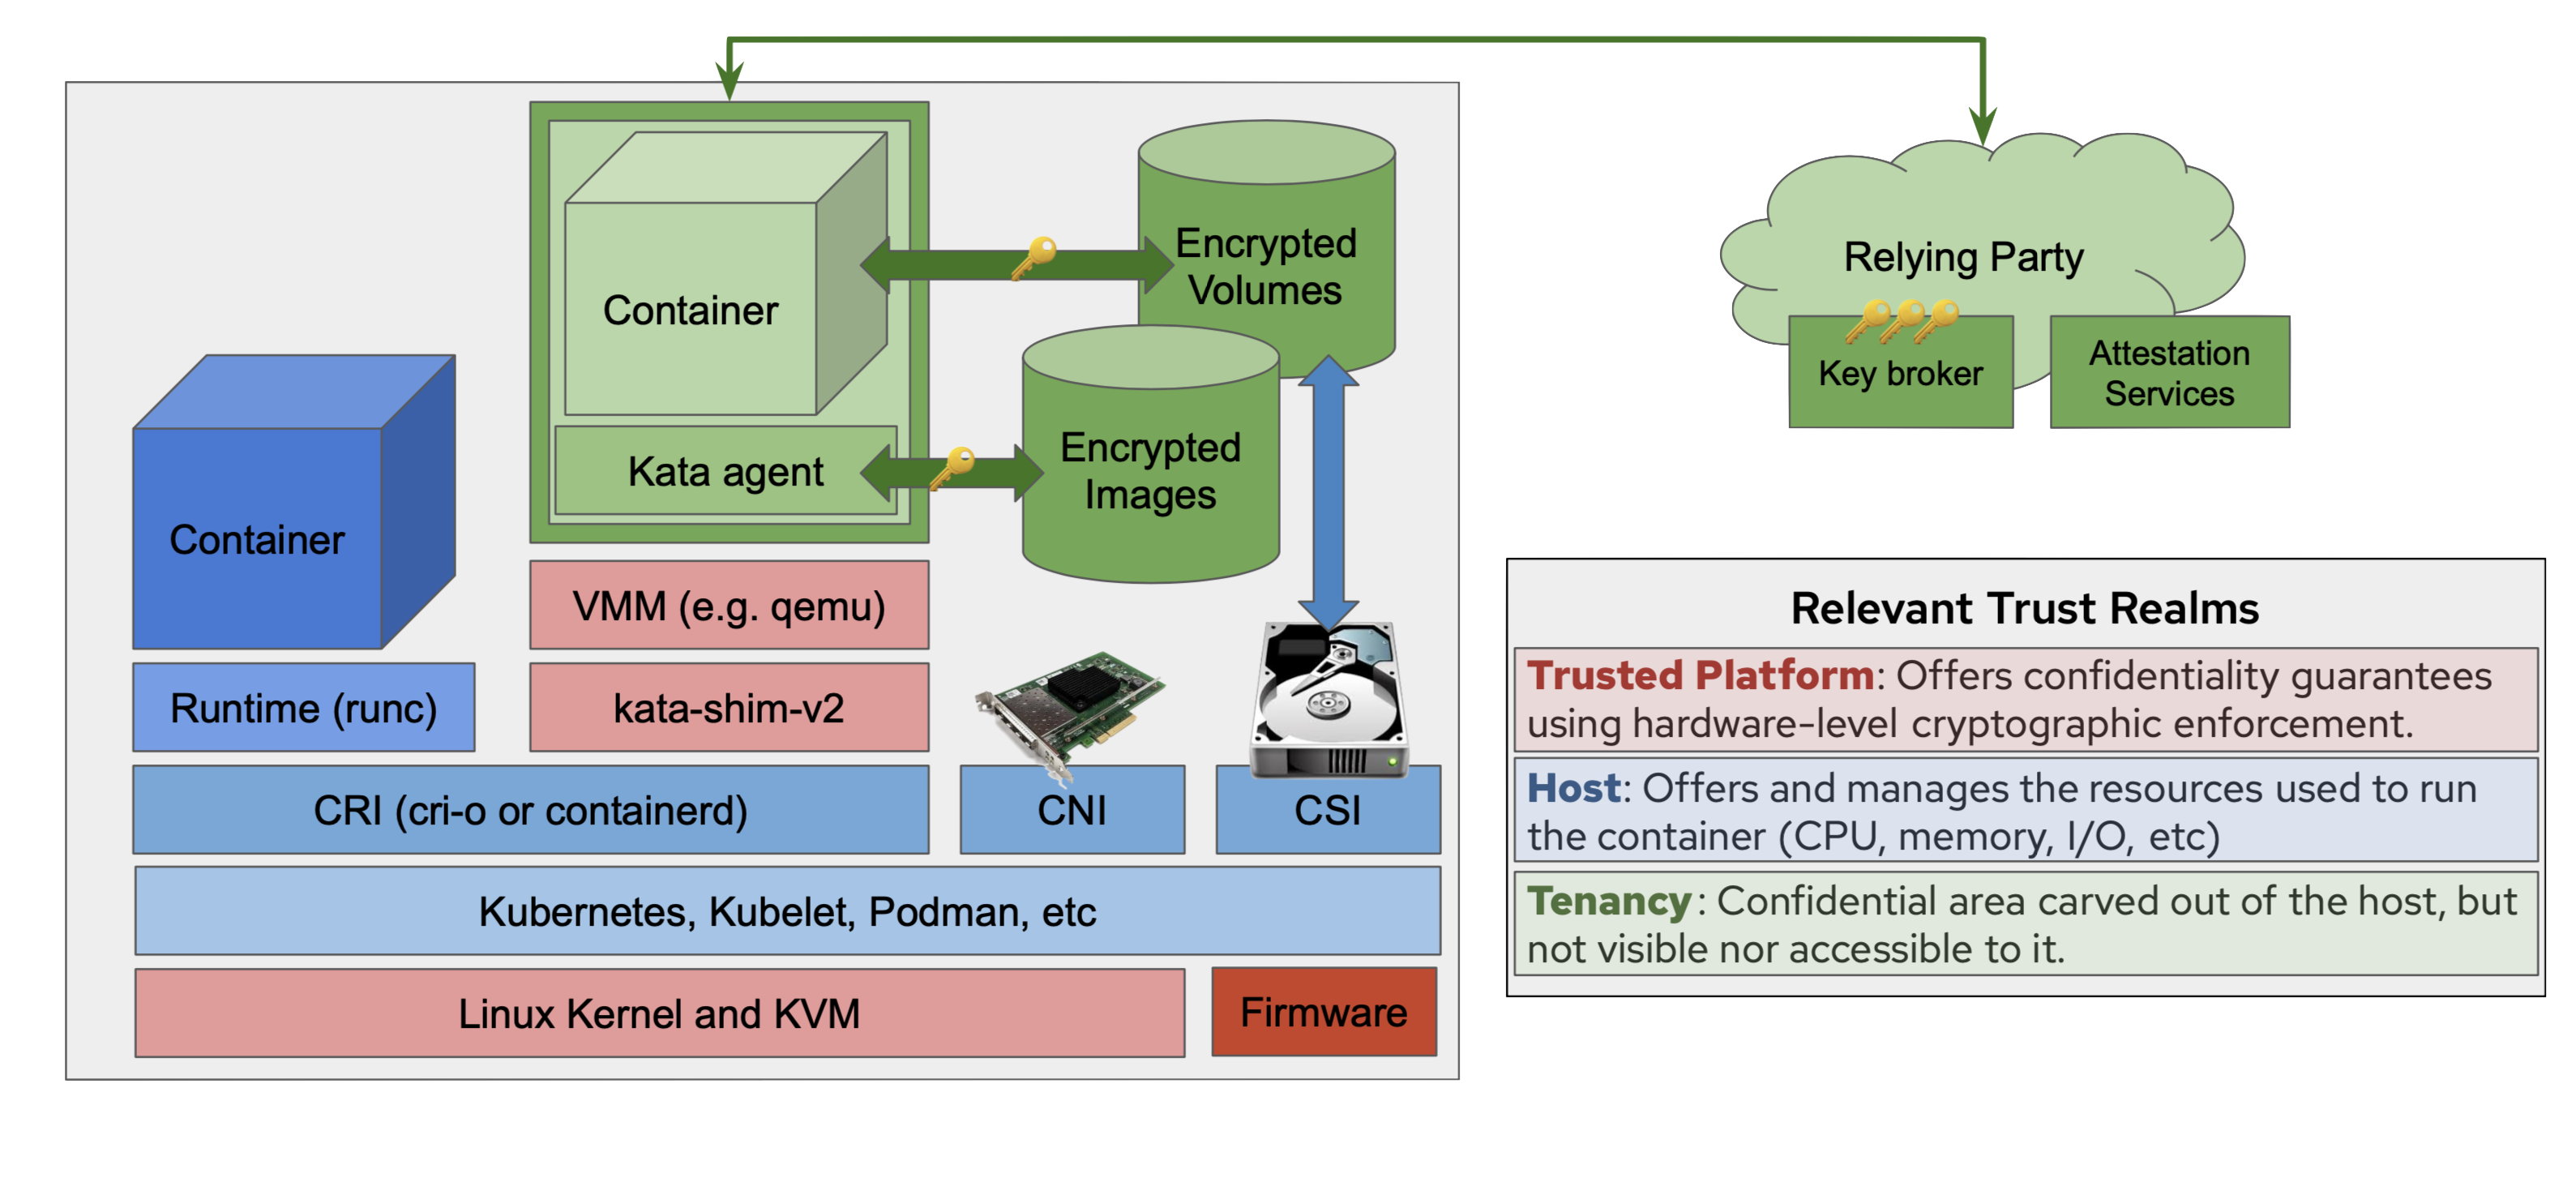 Container
Encrypted
Volumes
Relying Party
Key broker
Attestation
Services
Kata agent
Encrypted
Images
Container
VMM (e.g. qemu)
Runtime (runc)
kata-shim-v2
CRI (cri-o or containerd)
CNI
CSI
Kubernetes, Kubelet, Podman, etc
Linux Kernel and KVM
Firmware
Relevant Trust Realms
Trusted Platform: Offers confidentiality guarantees
using hardware-level cryptographic enforcement.
Host: Offers and manages the resources used to run
the container (CPU, memory, I/O, etc)
Tenancy: Confidential area carved out of the host, but
not visible nor accessible to it.